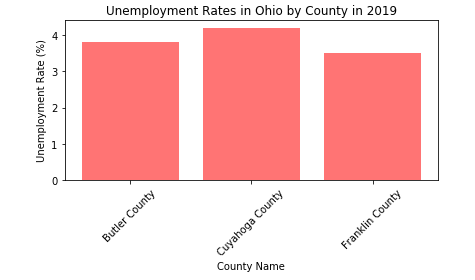 Unemployment Rates in Ohio by County in 2019
Unemployment Rate (%)
4
3
2
1
0
Butler County
Cuyahoga County
Franklin County
County Name